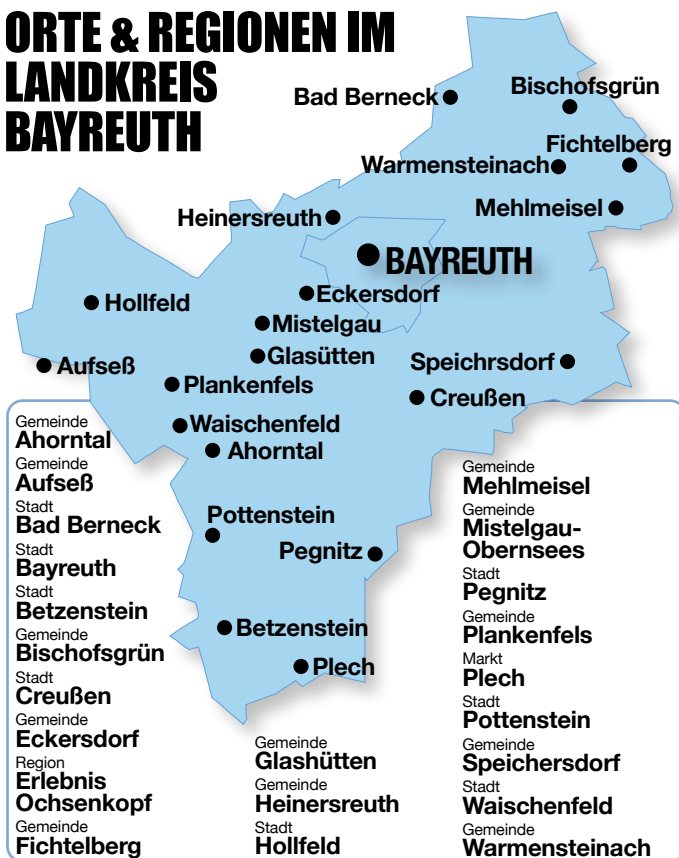 ORTE & REGIONEN IM
LANDKREIS
BAYREUTH
Bad Berneck
Bischofsgrün
Fichtelberg
Warmensteinach
Mehlmeisel
Heinersreuth
BAYREUTH
Eckersdorf
Hollfeld
Mistelgau
Glasütten
Speichrsdorf
Aufseß
Plankenfels
Creußen
Waischenfeld
Ahorntal
Pottenstein
Pegnitz
Betzenstein
Plech
Gemeinde
Ahorntal
Gemeinde
Aufseß
Stadt
Bad Berneck
Stadt
Bayreuth
Stadt
Betzenstein
Gemeinde
Bischofsgrün
Stadt
Creußen
Gemeinde
Eckersdorf
Region
Erlebnis
Ochsenkopf
Gemeinde
Fichtelberg
Gemeinde
Glashütten
Gemeinde
Heinersreuth
Stadt
Hollfeld
Gemeinde
Mehlmeisel
Gemeinde
Mistelgau-
Obernsees
Stadt
Pegnitz
Gemeinde
Plankenfels
Markt
Plech
Stadt
Pottenstein
Gemeinde
Speichersdorf
Stadt
Waischenfeld
Gemeinde
Warmensteinach